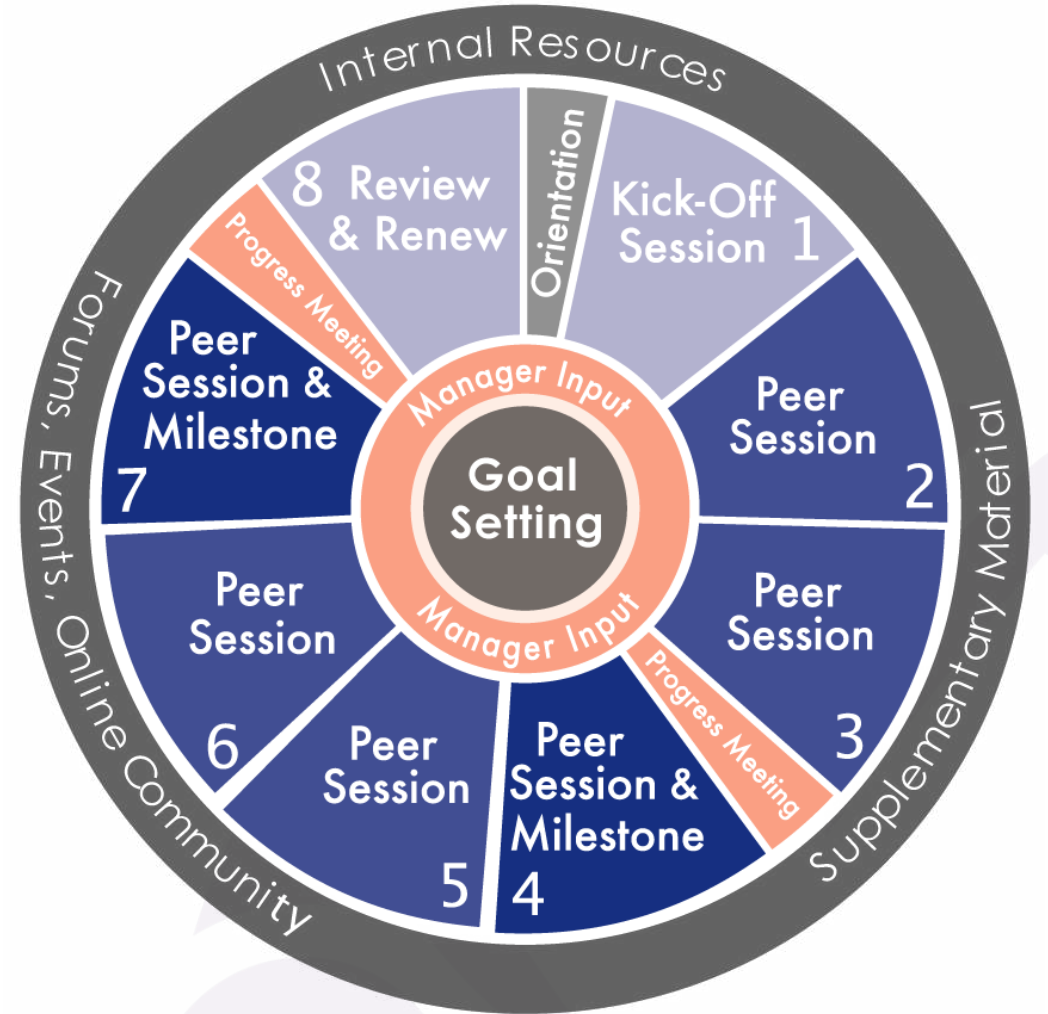 Internal Resources
Orientation
Kick-Off
Session
1
Peer
Session
2
Peer
Session
3
Progress Meeting
Peer
Session &
Milestone
4
Peer
Session
5
Peer
Session
6
Peer
Session &
Milestone
7
Progress Meeting
8 Review
& Renew
Manager Input
Goal
Setting
Manager Input
Supplementary Material
Forums, Events, Online Community